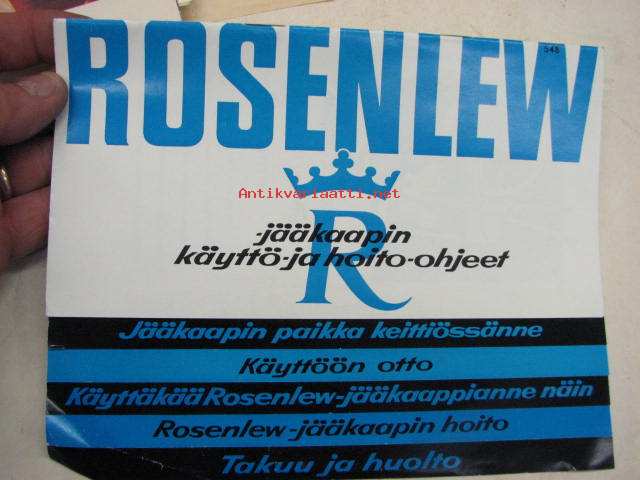 ROSENLEW
548
Antikvariaatti.net
R
-jääkaapin
käyttö-ja hoito-ohjeet
Jääkaapin paikka keittiössänne
Käyttöön otto
Käyttäkää Rosenlew-jääkaappianne näin
Rosenlew-jääkaapin hoito
Takuu ja huolto